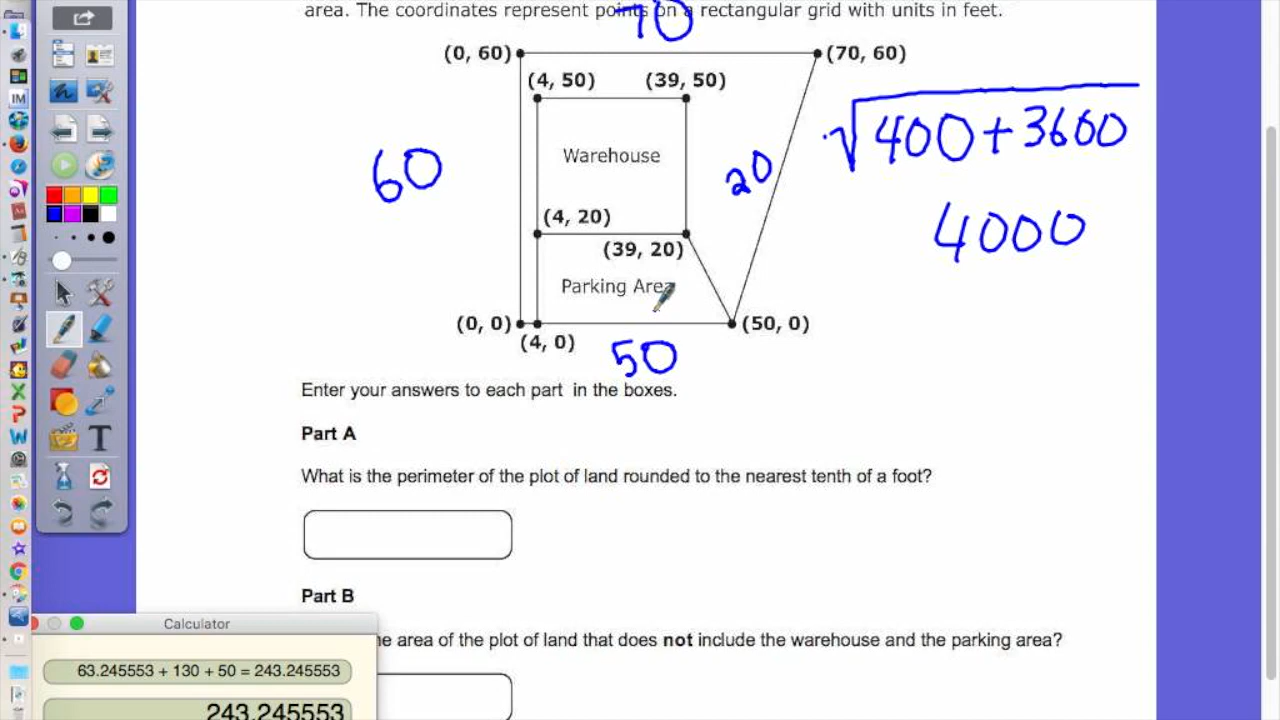 area. The coordinates represent points on a rectangular grid with units in feet.
70
(0, 60)
(70, 60)
(4, 50)
(39, 50)
√400+3600
60
Warehouse
20
(4, 20)
4000
(39, 20)
Parking Area
(0, 0)
(50, 0)
(4, 0)
50
Enter your answers to each part in the boxes.
Part A
What is the perimeter of the plot of land rounded to the nearest tenth of a foot?
Part B
Calculator
area of the plot of land that does not include the warehouse and the parking area?
63.245553 + 130 + 50 = 243.245553
243.245553